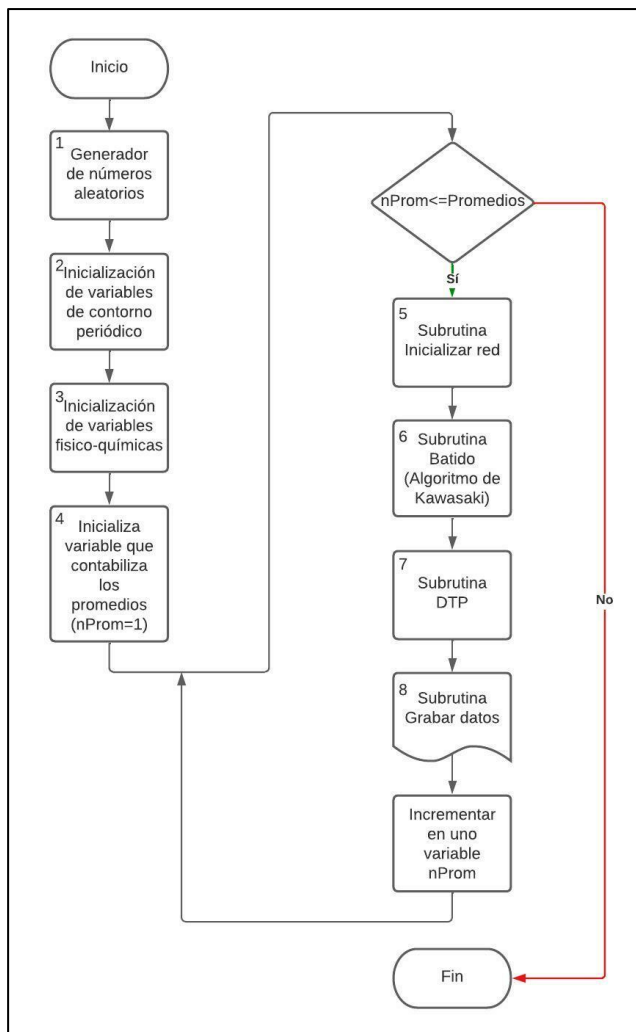 Inicio
1
Generador
de números
aleatorios
2
Inicialización
de variables
de contorno
periódico
3
Inicialización
de variables
fisico-químicas
4
Inicializa
variable que
contabiliza
los
promedios
(nProm=1)
nProm<=Promedios
Sí
No
5
Subrutina
Inicializar red
6
Subrutina
Batido
(Algoritmo de
Kawasaki)
7
Subrutina
DTP
8
Subrutina
Grabar datos
Incrementar
en uno
variable
nProm
Fin